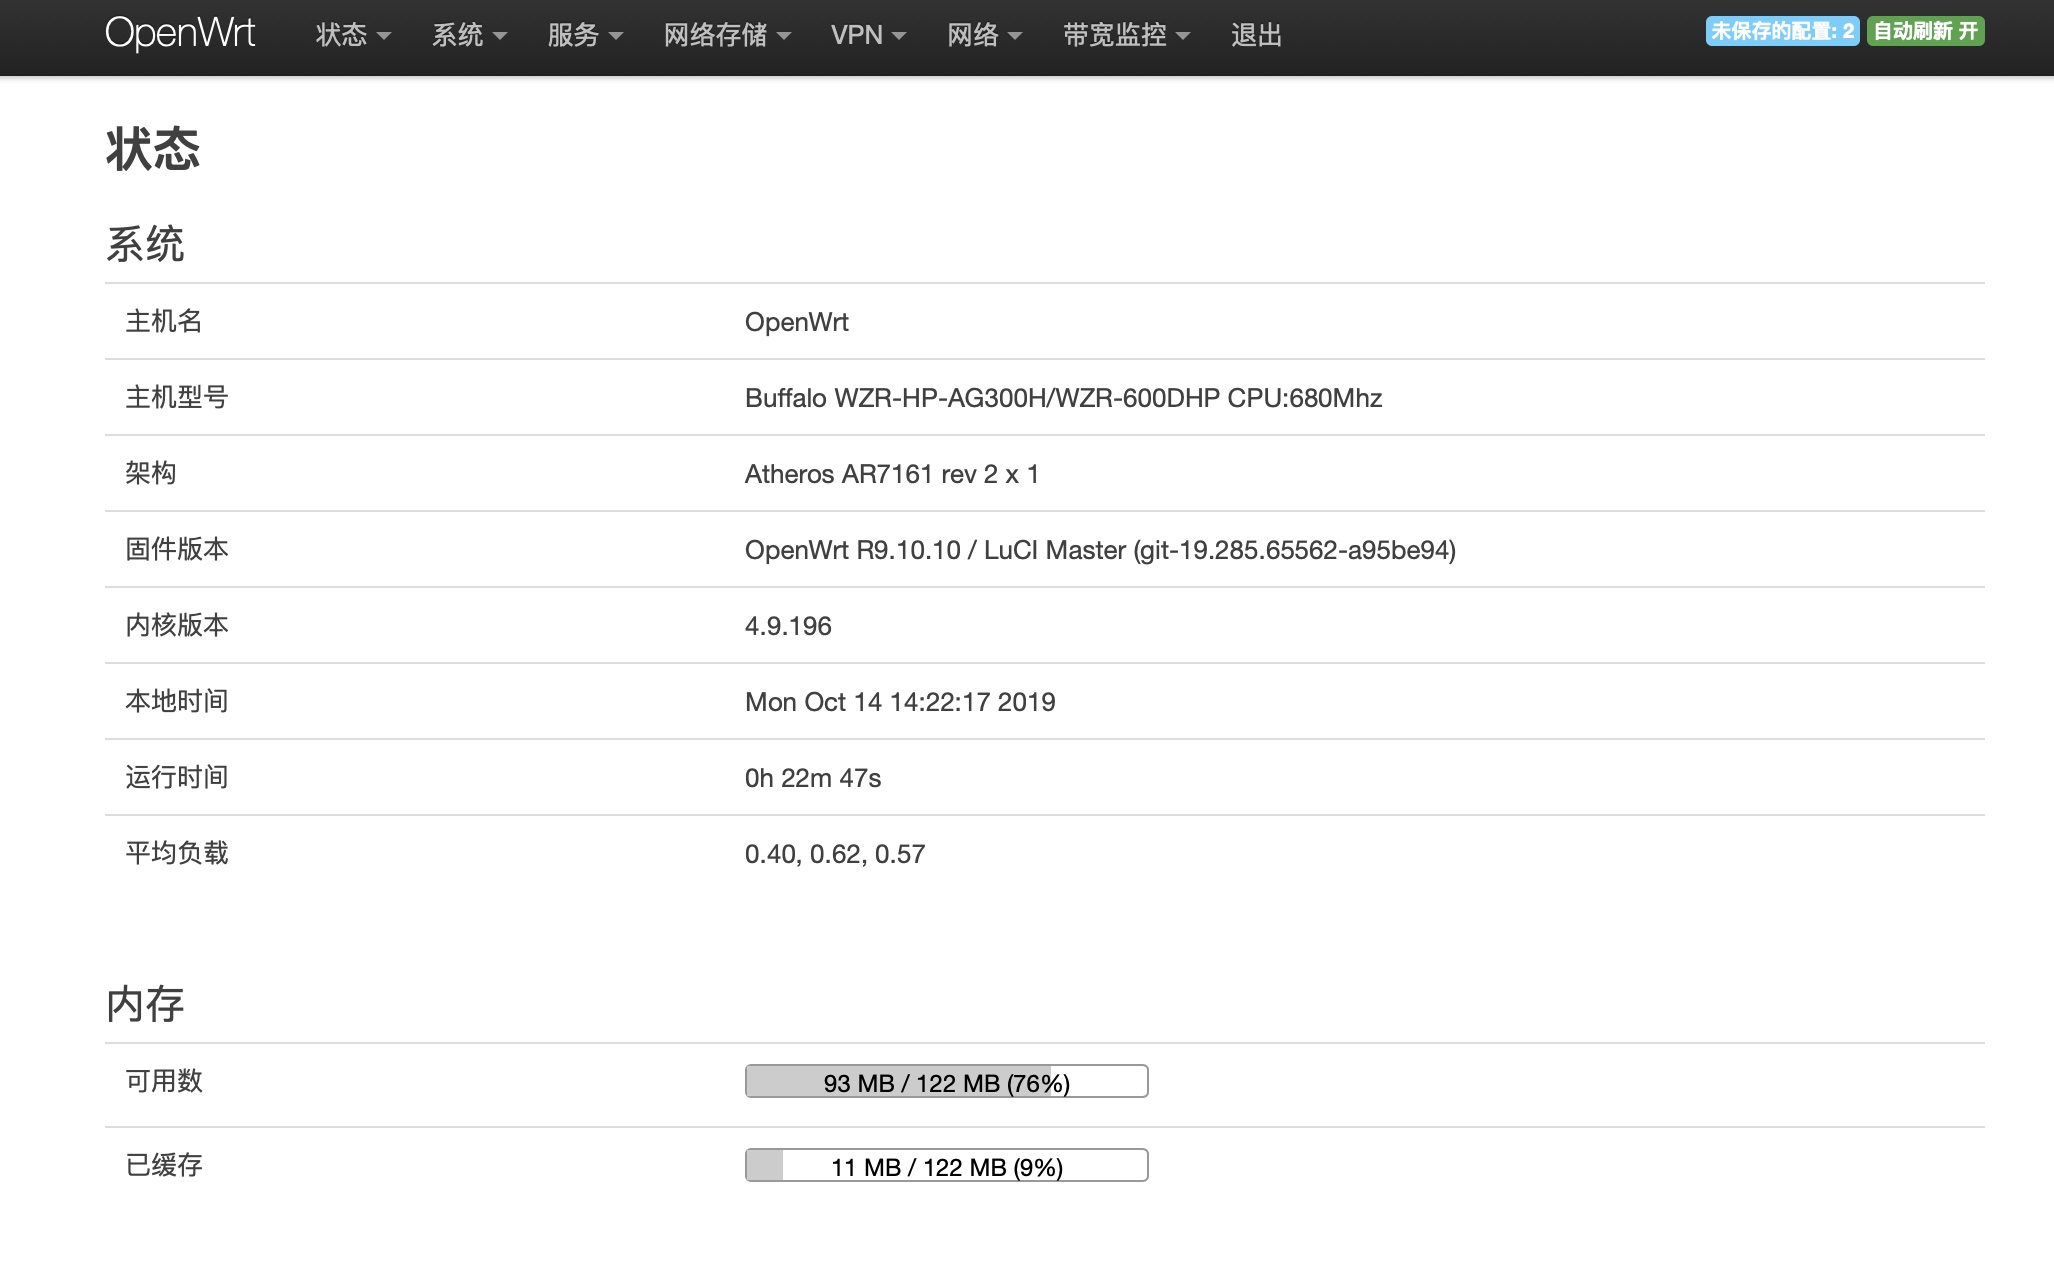 OpenWrt 状态 系统 服务 网络存储 VPN 网络 带宽监控 退出 未保存的配置: 2 自动刷新 开
状态
系统
主机名 OpenWrt
主机型号 Buffalo WZR-HP-AG300H/WZR-600DHP CPU:680Mhz
架构 Atheros AR7161 rev 2 x 1
固件版本 OpenWrt R9.10.10 / LuCI Master (git-19.285.65562-a95be94)
内核版本 4.9.196
本地时间 Mon Oct 14 14:22:17 2019
运行时间 0h 22m 47s
平均负载 0.40, 0.62, 0.57
内存
可用数 93 MB / 122 MB (76%)
已缓存 11 MB / 122 MB (9%)